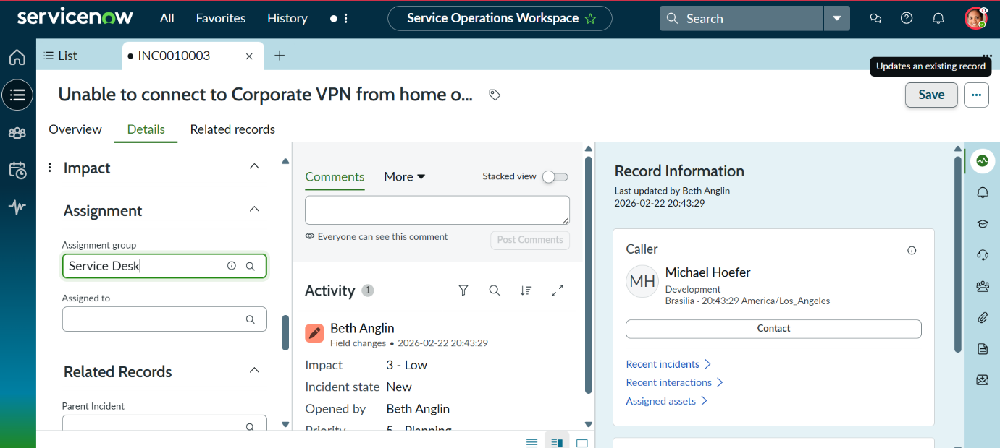 servicenow
All
Favorites
History
Service Operations Workspace
Search
List
INC0010003
Updates an existing record
Unable to connect to Corporate VPN from home o...
Save
Overview
Details
Related records
Impact
Assignment
Assignment group
Service Desk
Assigned to
Related Records
Parent Incident
Comments
More
Stacked view
Everyone can see this comment
Post Comments
Activity 1
Beth Anglin
Field changes • 2026-02-22 20:43:29
Impact 3 - Low
Incident state New
Opened by Beth Anglin
Priority 5 - Planning
Record Information
Last updated by Beth Anglin
2026-02-22 20:43:29
Caller
MH
Michael Hoefer
Development
Brasilia · 20:43:29 America/Los_Angeles
Contact
Recent incidents
Recent interactions
Assigned assets